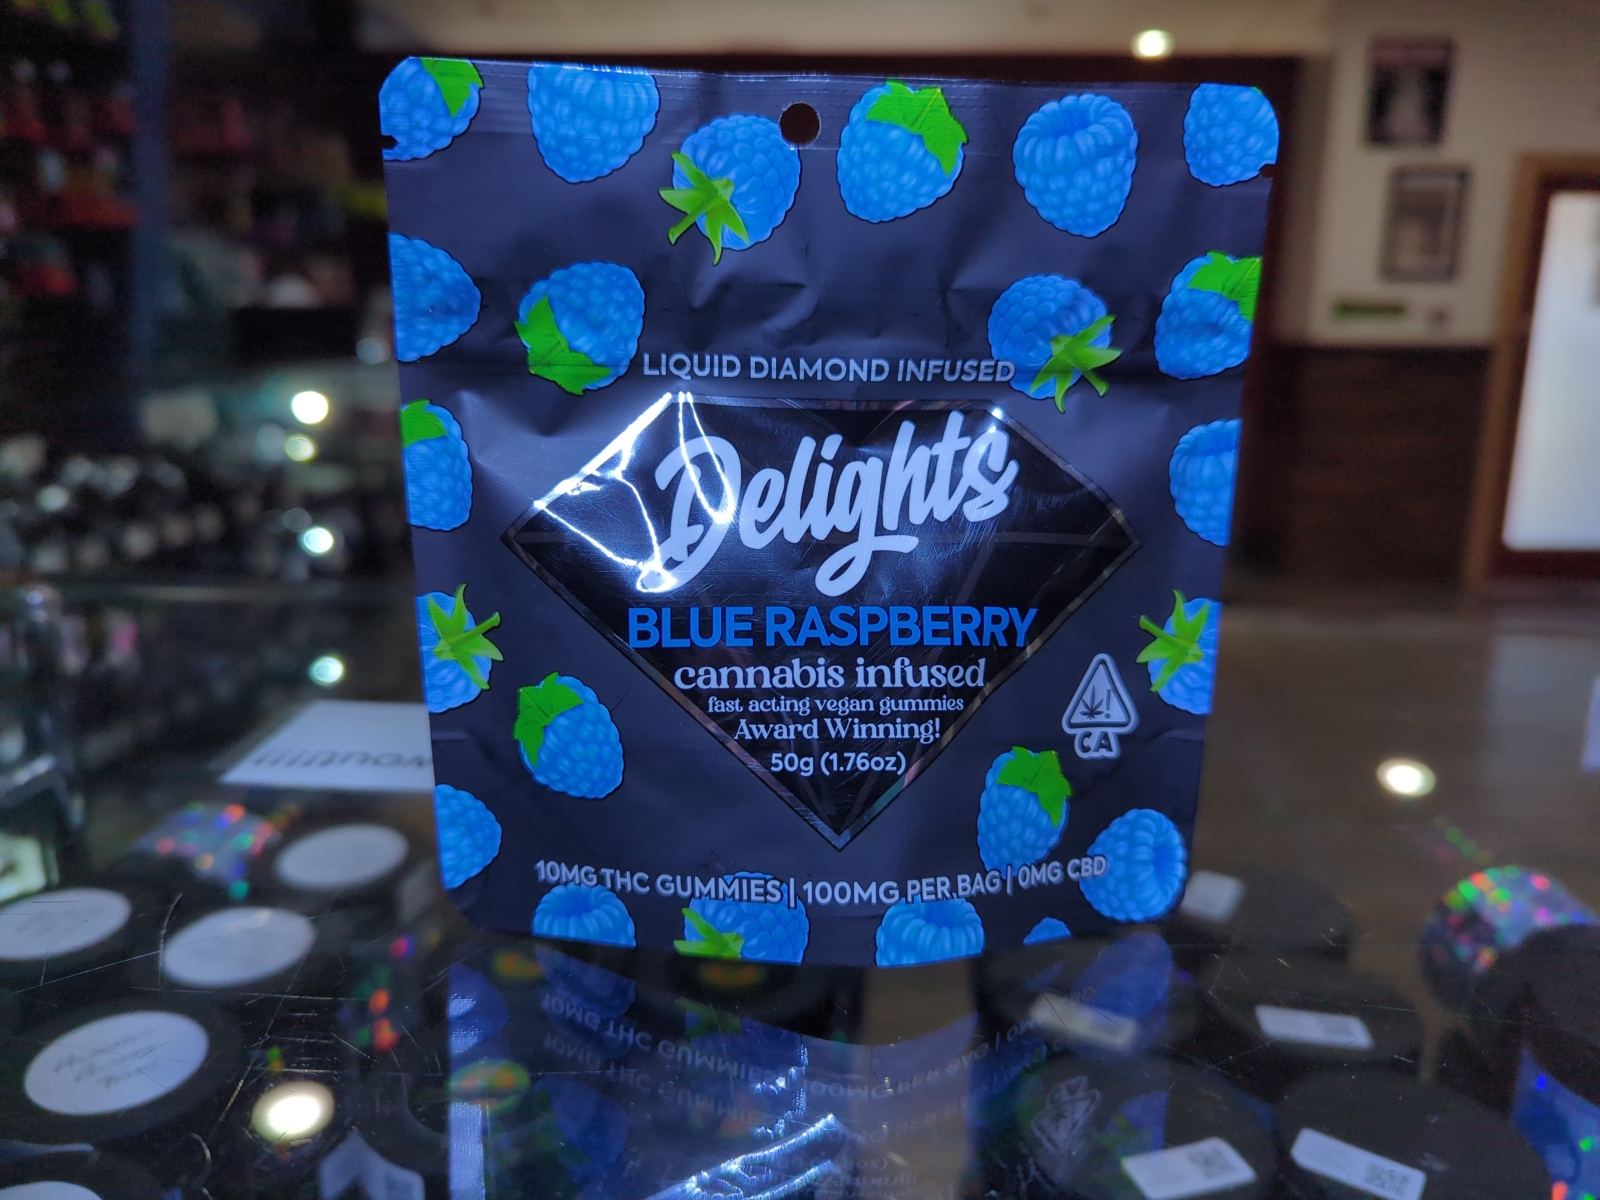 LIQUID DIAMOND INFUSED
Delights
BLUE RASPBERRY
cannabis infused
fast acting vegan gummies
Award Winning!
50g (1.76oz)
!
CA
10MG THC GUMMIES | 100MG PER BAG | 0MG CBD